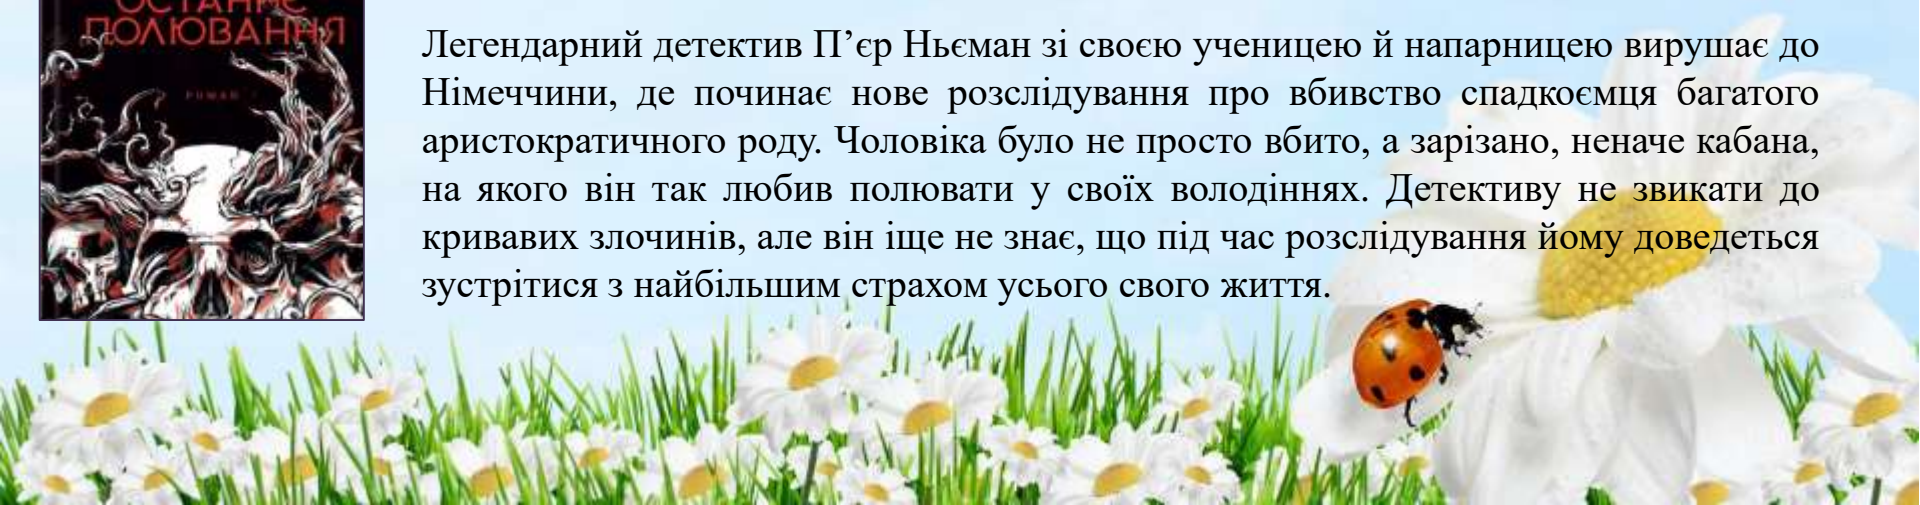 ОСТАННЄ
ПОЛЮВАННЯ
РОМАН
Легендарний детектив П’єр Ньєман зі своєю ученицею й напарницею вирушає до
Німеччини, де починає нове розслідування про вбивство спадкоємця багатого
аристократичного роду. Чоловіка було не просто вбито, а зарізано, неначе кабана,
на якого він так любив полювати у своїх володіннях. Детективу не звикати до
кривавих злочинів, але він іще не знає, що під час розслідування йому доведеться
зустрітися з найбільшим страхом усього свого життя.